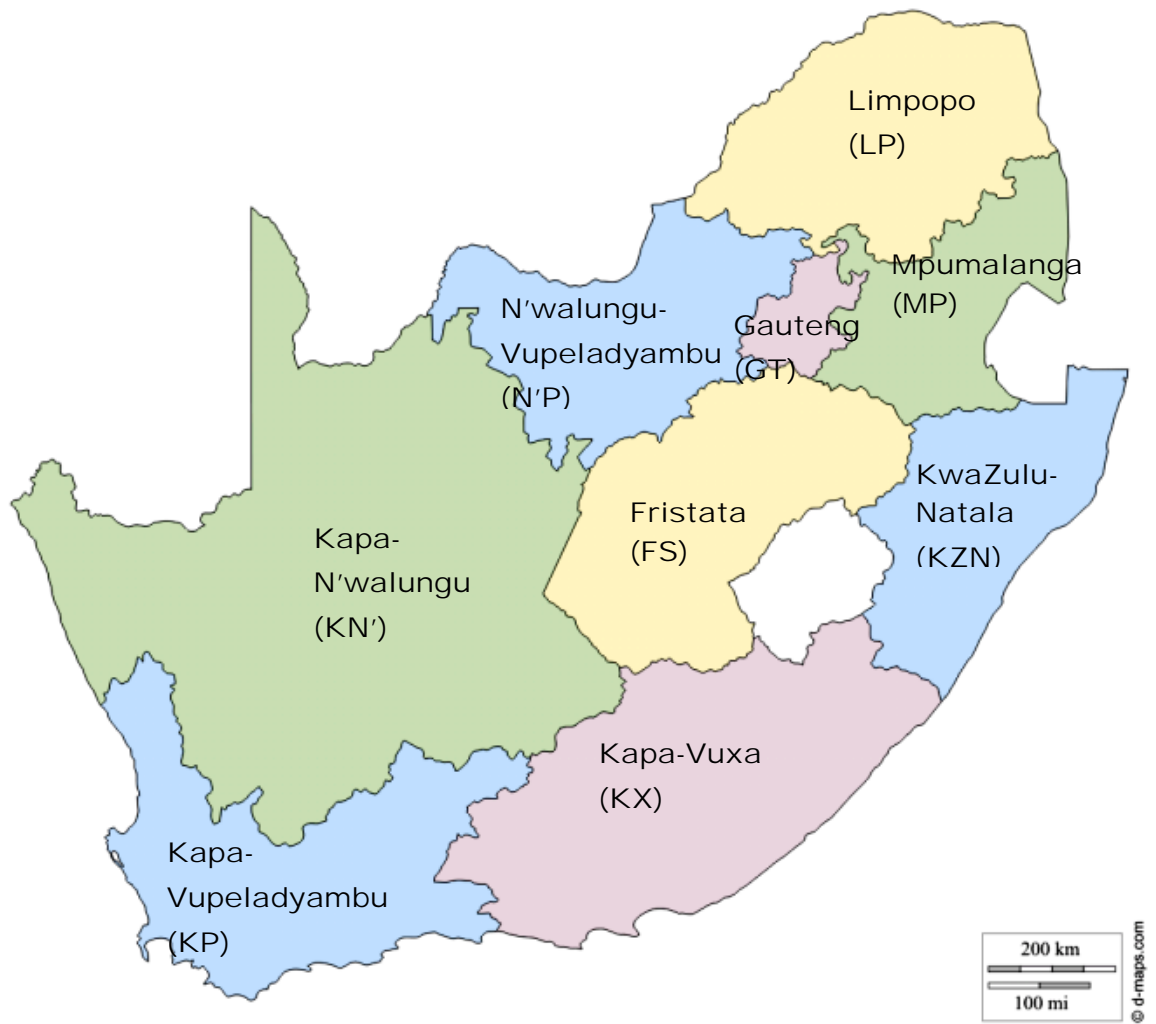 Limpopo
(LP)
Mpumalanga
(MP)
N'walungu-
Vupeladyambu
(N'P)
Gauteng
(GT)
KwaZulu-
Natala
(KZN)
Fristata
(FS)
Kapa-
N'walungu
(KN')
Kapa-Vuxa
(KX)
Kapa-
Vupeladyambu
(KP)
200 km
100 mi
© d-maps.com